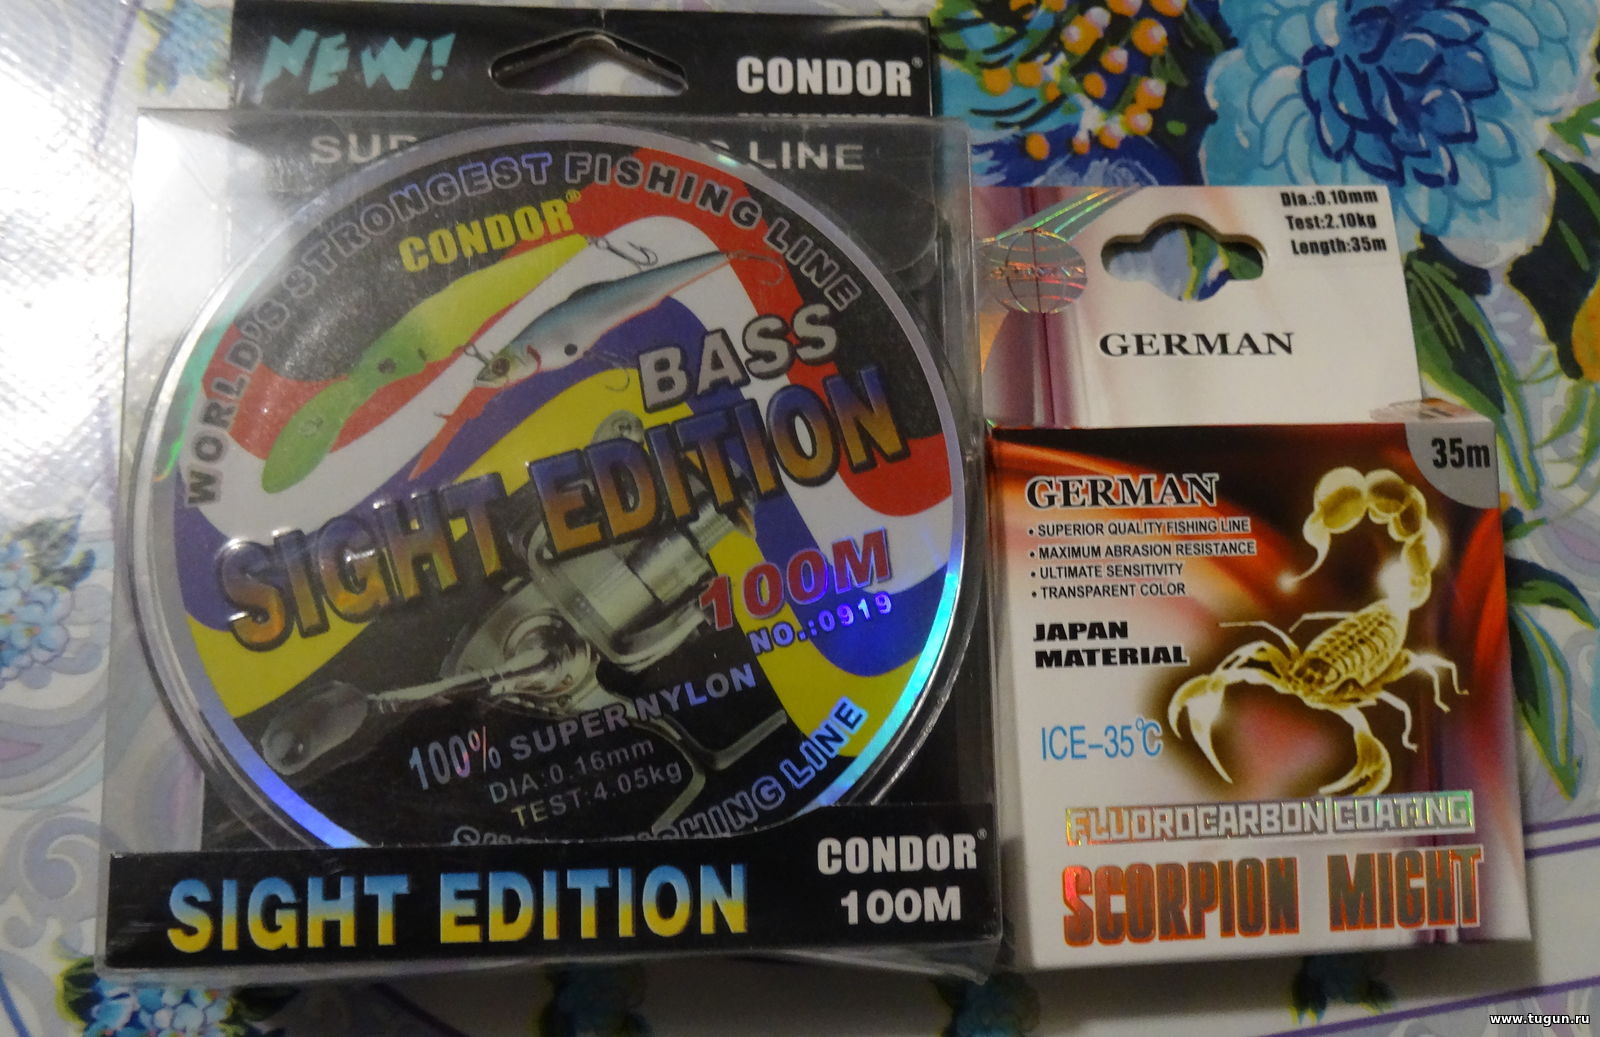 NEW!
CONDOR®
LINE
WORLD'S STRONGEST FISHING LINE
CONDOR®
BASS
SIGHT EDITION
100M
NO.:0919
100% SUPER NYLON
DIA:0.16mm
TEST:4.05kg
FISHING LINE
SIGHT EDITION
CONDOR®
100M
Dia.:0.10mm
Test:2.10kg
Length:35m
GERMAN
35m
GERMAN
• SUPERIOR QUALITY FISHING LINE
• MAXIMUM ABRASION RESISTANCE
• ULTIMATE SENSITIVITY
• TRANSPARENT COLOR
JAPAN
MATERIAL
ICE-35℃
FLUOROCARBON COATING
SCORPION MIGHT
www.tugun.ru